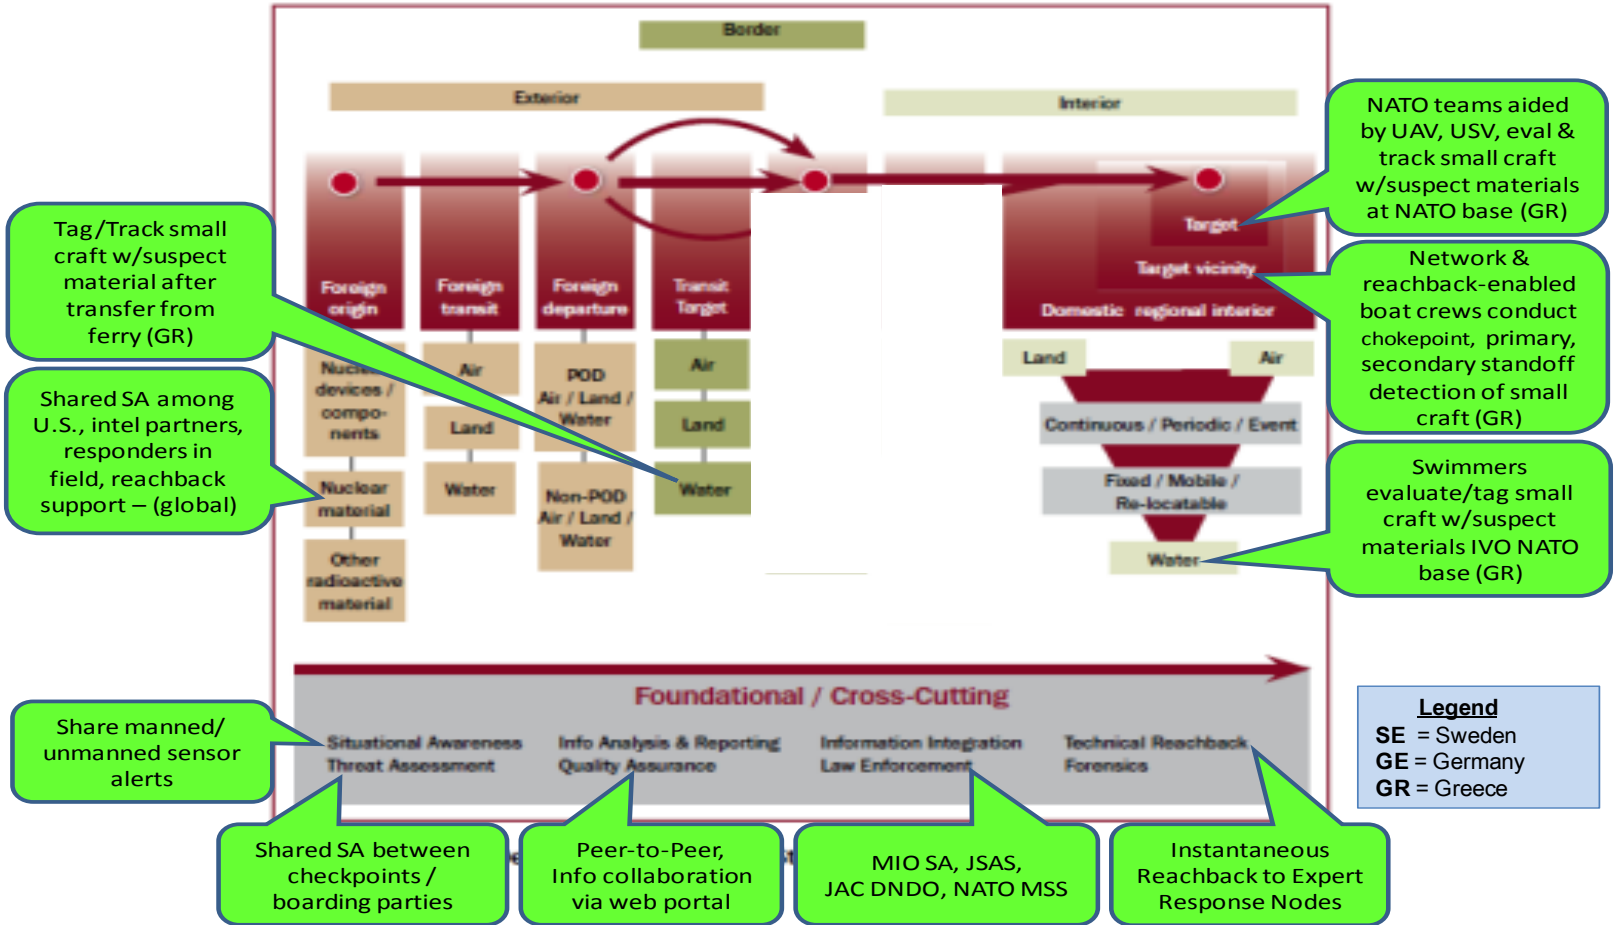 Border
Exterior
Interior
Foreign
origin
Foreign
transit
Foreign
departure
Transit
Target
Target
Target vicinity
Domestic regional interior
Nuclear
devices /
compo-
nents
Nuclear
material
Other
radioactive
material
Air
Land
Water
POD
Air / Land /
Water
Non-POD
Air / Land /
Water
Air
Land
Water
Land
Air
Continuous / Periodic / Event
Fixed / Mobile /
Re-locatable
Water
Tag/Track small
craft w/suspect
material after
transfer from
ferry (GR)
Shared SA among
U.S., intel partners,
responders in
field, reachback
support – (global)
NATO teams aided
by UAV, USV, eval &
track small craft
w/suspect materials
at NATO base (GR)
Network &
reachback-enabled
boat crews conduct
chokepoint, primary,
secondary standoff
detection of small
craft (GR)
Swimmers
evaluate/tag small
craft w/suspect
materials IVO NATO
base (GR)
Foundational / Cross-Cutting
Situational Awareness
Threat Assessment
Info Analysis & Reporting
Quality Assurance
Information Integration
Law Enforcement
Technical Reachback
Forensics
Share manned/
unmanned sensor
alerts
Shared SA between
checkpoints /
boarding parties
Peer-to-Peer,
Info collaboration
via web portal
MIO SA, JSAS,
JAC DNDO, NATO MSS
Instantaneous
Reachback to Expert
Response Nodes
Legend
SE = Sweden
GE = Germany
GR = Greece